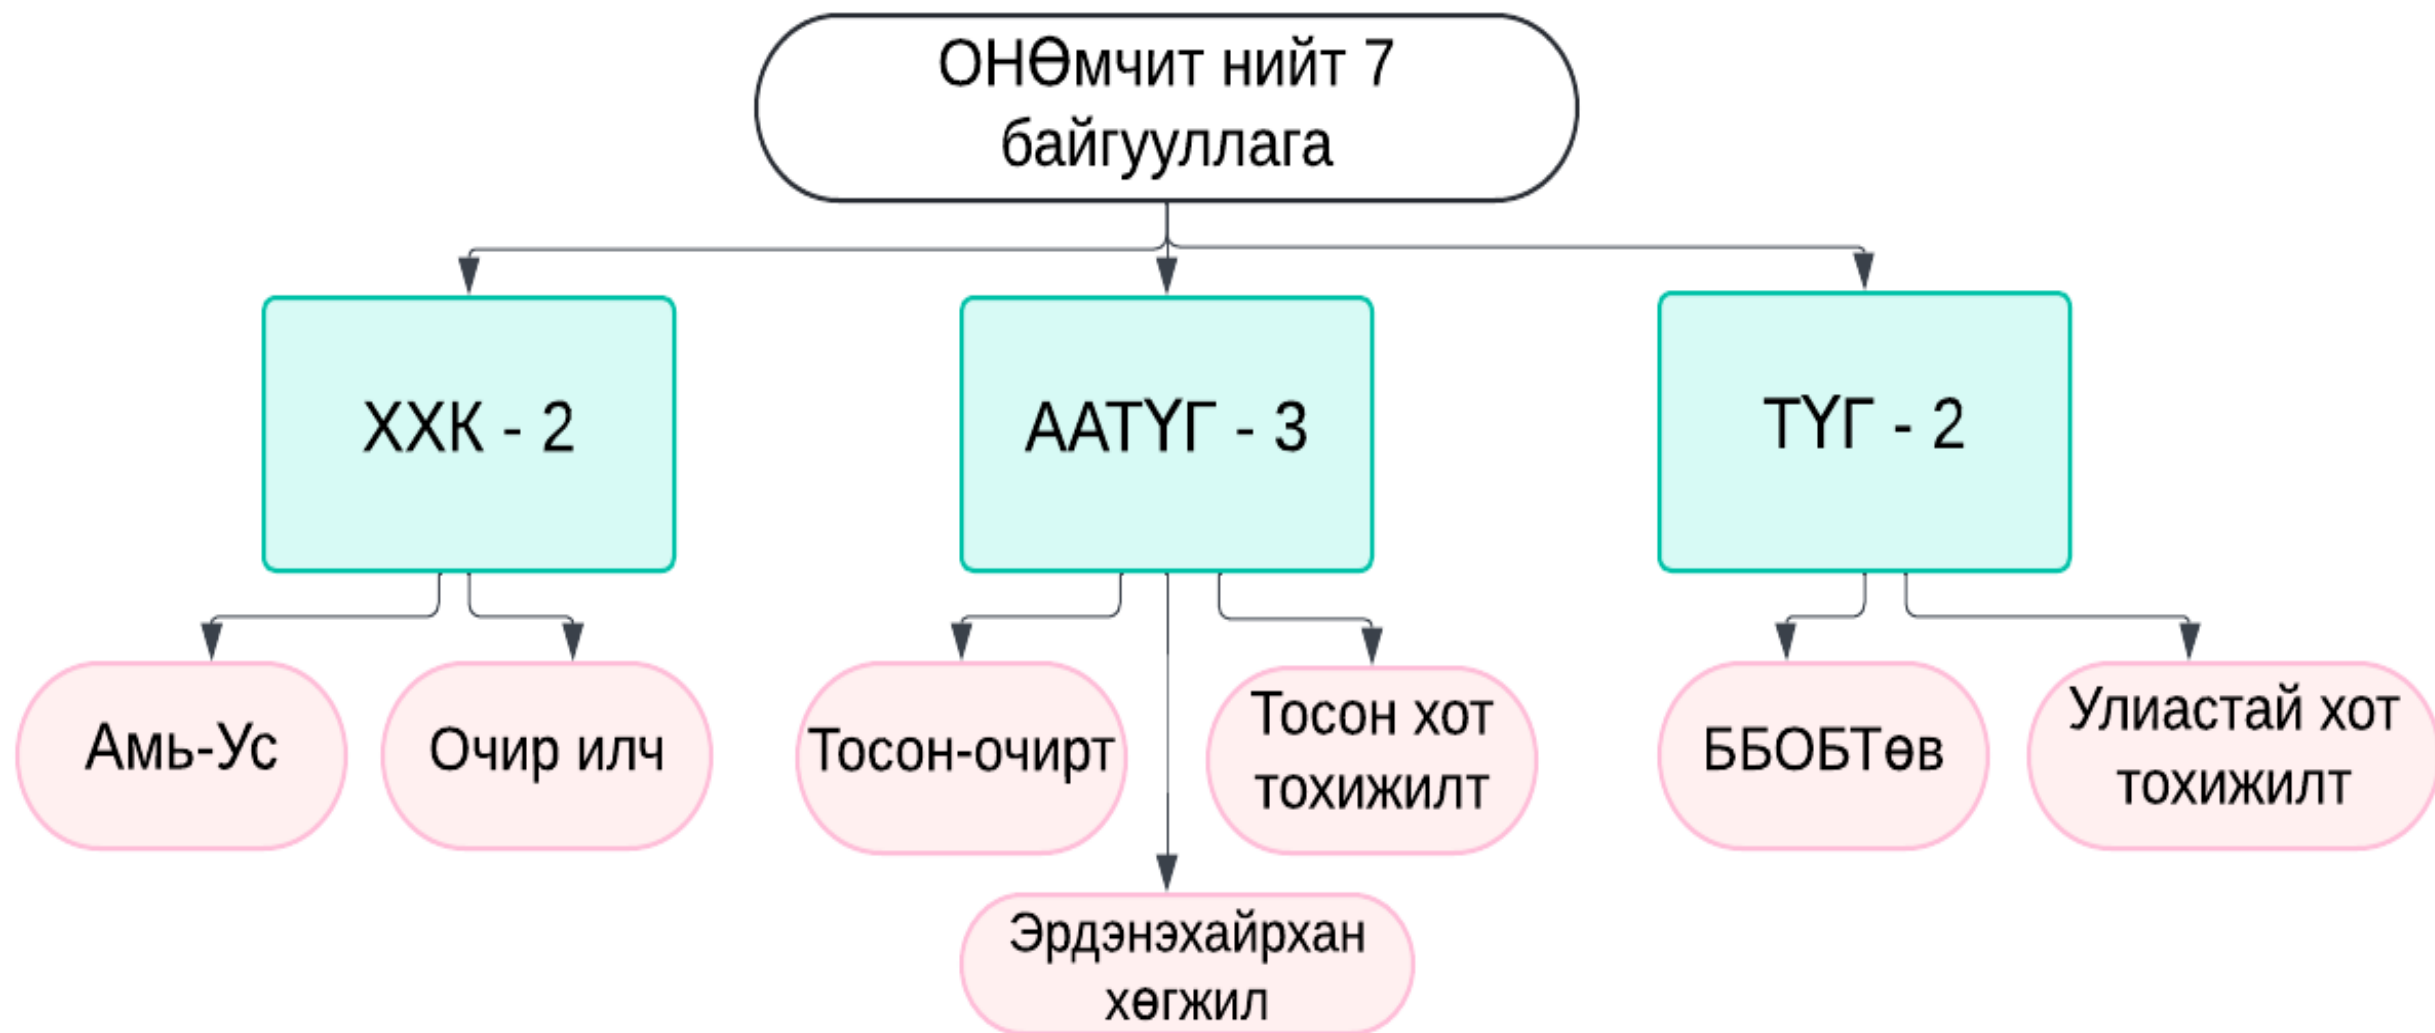 ОНӨмчит нийт 7
байгууллага
ХХК - 2
ААТҮГ - 3
ТҮГ - 2
Амь-Ус
Очир илч
Тосон-очирт
Тосон хот
тохижилт
ББОБТөв
Улиастай хот
тохижилт
Эрдэнэхайрхан
хөгжил